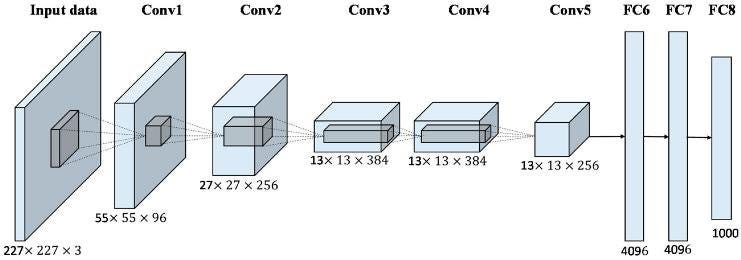 Input data Conv1 Conv2 Conv3 Conv4 Conv5 FC6 FC7 FC8
13× 13 × 384 13× 13 × 384 13× 13 × 256
27× 27 × 256
55× 55 × 96
1000
227× 227 × 3 4096 4096